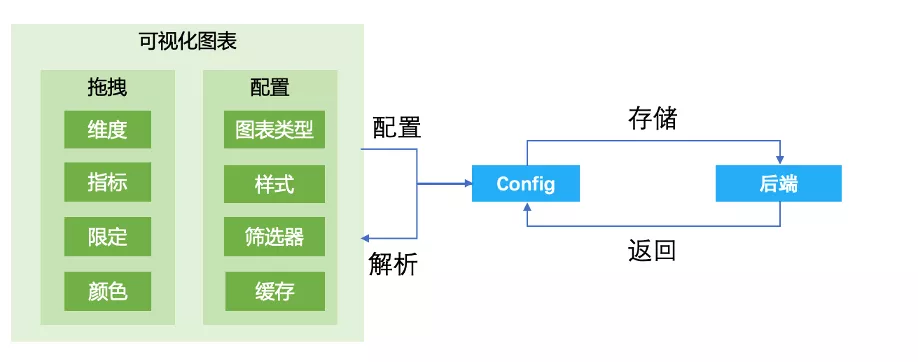 可视化图表
拖拽
维度
指标
限定
颜色
配置
图表类型
样式
筛选器
缓存
配置
解析
Config
存储
后端
返回